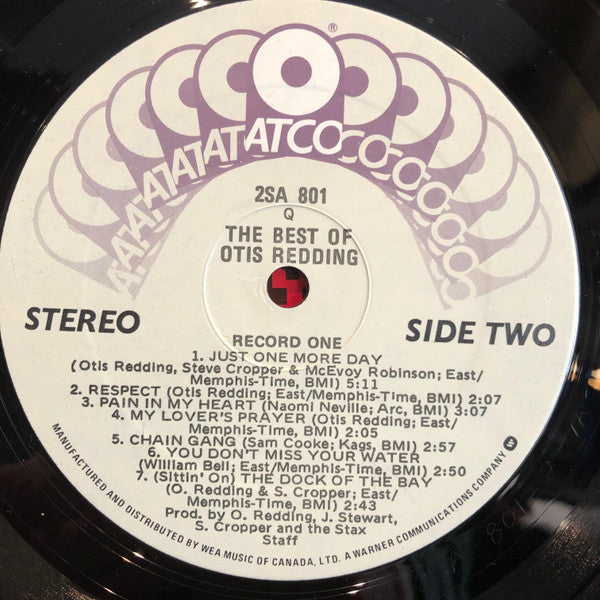 ATATATATATATCOCOCOCOCOCO
®
2SA 801
Q
THE BEST OF
OTIS REDDING
STEREO
SIDE TWO
RECORD ONE
1. JUST ONE MORE DAY
(Otis Redding, Steve Cropper & McEvoy Robinson; East/
Memphis-Time, BMI) 5:11
2. RESPECT (Otis Redding; East/Memphis-Time, BMI) 2:07
3. PAIN IN MY HEART (Naomi Neville; Arc, BMI) 3:07
4. MY LOVER'S PRAYER (Otis Redding; East/
Memphis-Time, BMI) 2:05
5. CHAIN GANG (Sam Cooke; Kags, BMI) 2:57
6. YOU DON'T MISS YOUR WATER
(William Bell; East/Memphis-Time, BMI) 2:50
7. (Sittin' On) THE DOCK OF THE BAY
(O. Redding & S. Cropper; East/
Memphis-Time, BMI) 2:43
Prod. by O. Redding, J. Stewart,
S. Cropper and the Stax
Staff
MANUFACTURED AND DISTRIBUTED BY WEA MUSIC OF CANADA, LTD. A WARNER COMMUNICATIONS COMPANY